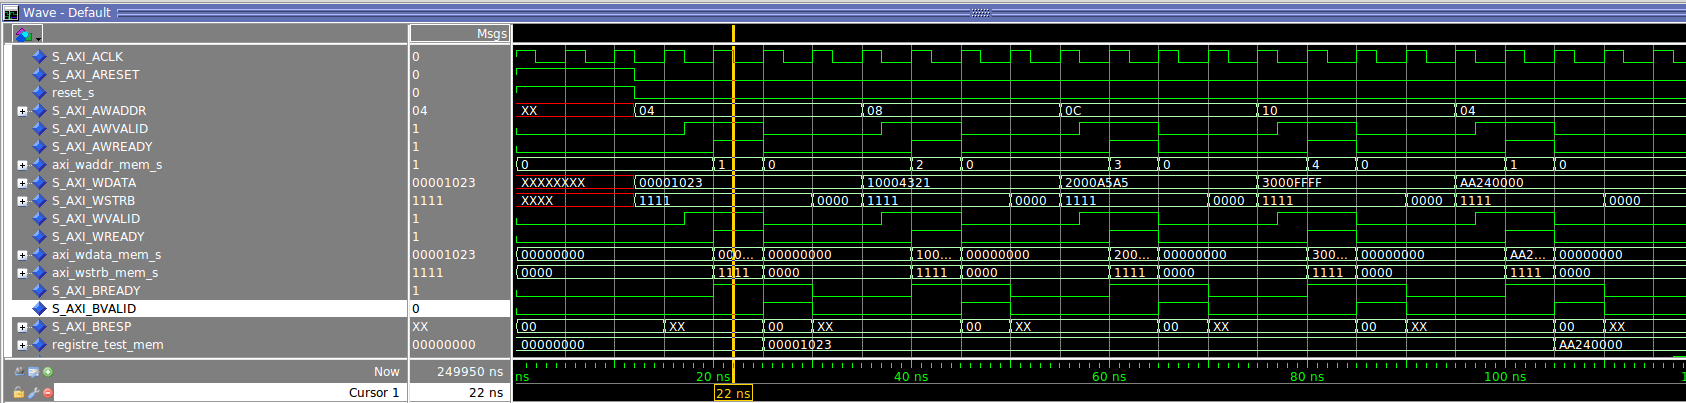 Wave - Default
Msgs
S_AXI_ACLK 0
S_AXI_ARESET 0
reset_s 0
S_AXI_AWADDR 04 XX 04 08 0C 10 04
S_AXI_AWVALID 1
S_AXI_AWREADY 1
axi_waddr_mem_s 1 0 1 0 2 0 3 0 4 0 1 0
S_AXI_WDATA 00001023 XXXXXXXX 00001023 10004321 2000A5A5 3000FFFF AA240000
S_AXI_WSTRB 1111 XXXX 1111 0000 1111 0000 1111 0000 1111 0000 1111 0000
S_AXI_WVALID 1
S_AXI_WREADY 1
axi_wdata_mem_s 00001023 00000000 000... 00000000 100... 00000000 200... 00000000 300... 00000000 AA2... 00000000
axi_wstrb_mem_s 1111 0000 1111 0000 1111 0000 1111 0000 1111 0000 1111 0000
S_AXI_BREADY 1
S_AXI_BVALID 0
S_AXI_BRESP XX 00 XX 00 XX 00 XX 00 XX 00 XX 00 XX
registre_test_mem 00000000 00000000 00001023 AA240000
Now 249950 ns ns 20 ns 40 ns 60 ns 80 ns 100 ns
Cursor 1 22 ns 22 ns